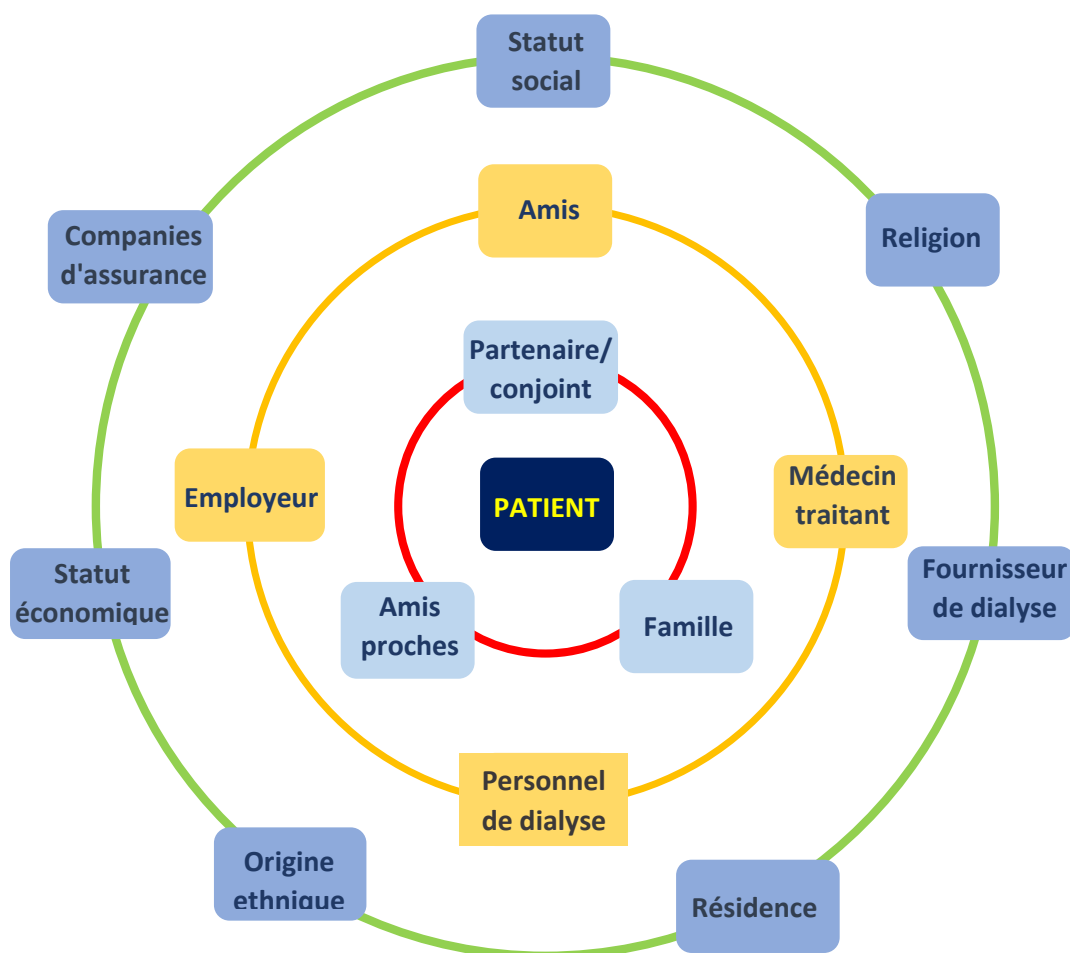 Statut
social
Amis
Religion
Companies
d'assurance
Partenaire/
conjoint
Employeur
PATIENT
Médecin
traitant
Statut
économique
Fournisseur
de dialyse
Amis
proches
Famille
Personnel
de dialyse
Origine
ethnique
Résidence